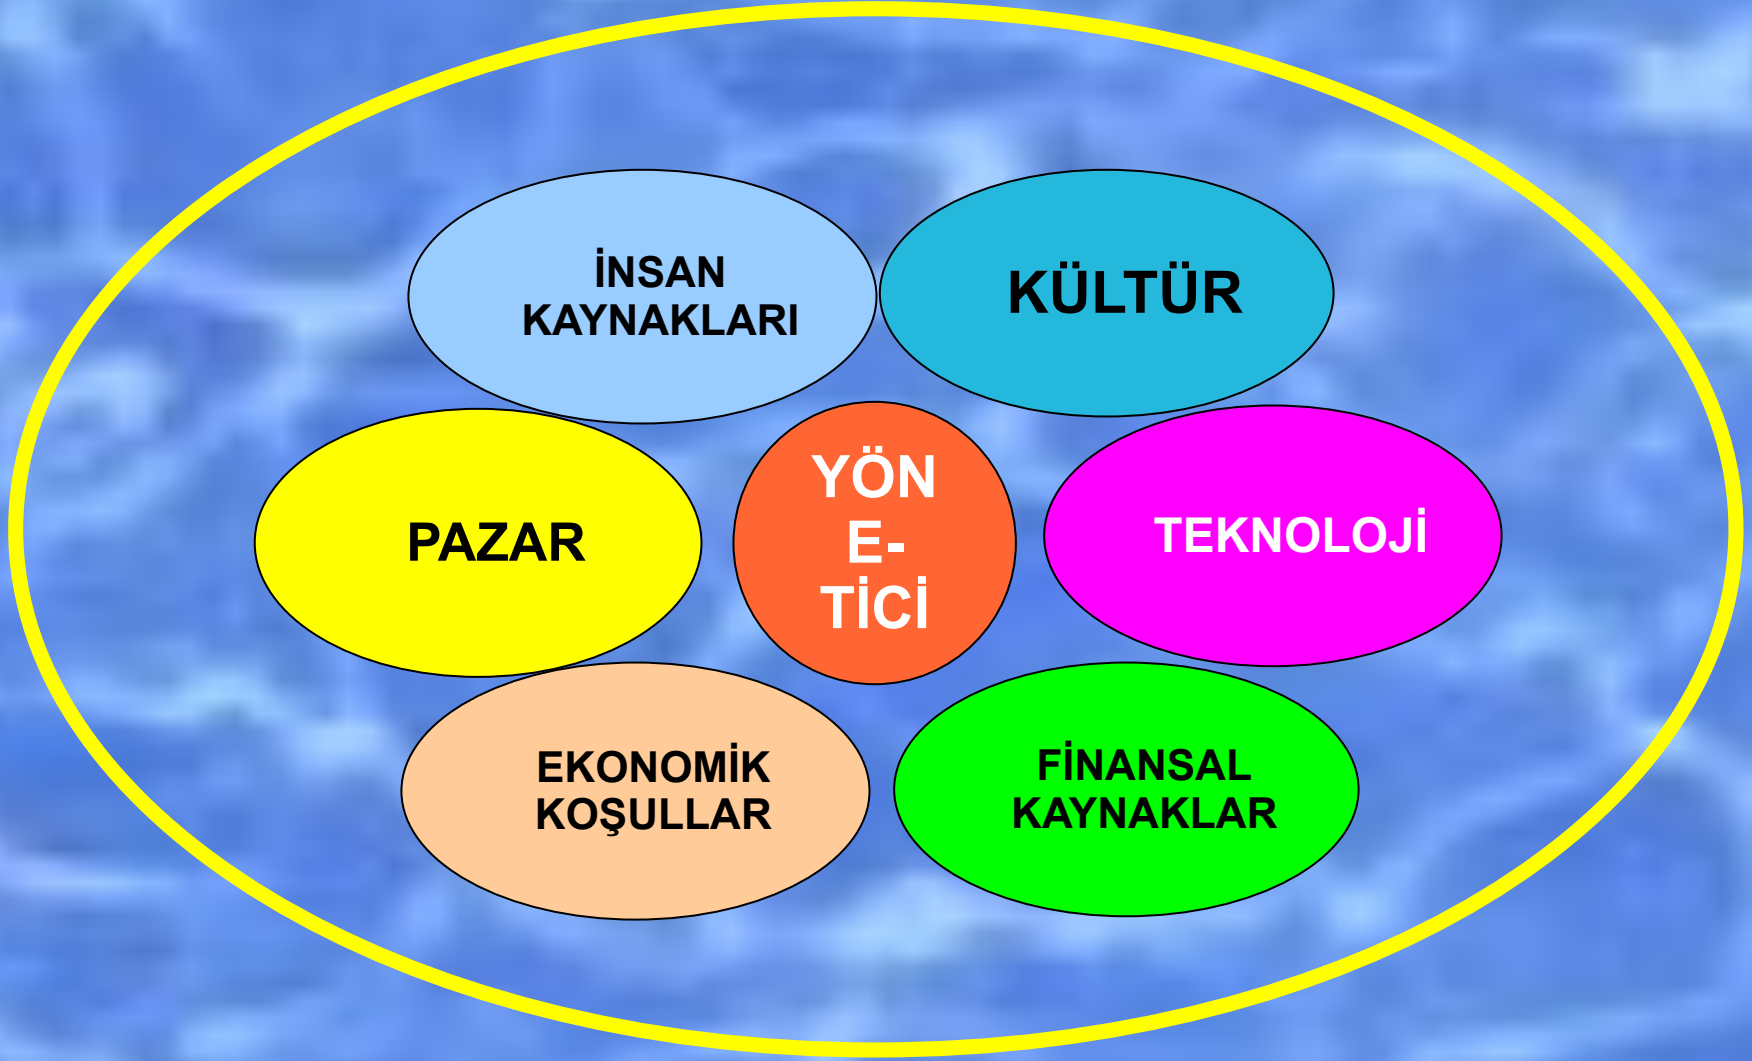 İNSAN
KAYNAKLARI
KÜLTÜR
PAZAR
YÖN
E-
TİCİ
TEKNOLOJİ
EKONOMİK
KOŞULLAR
FİNANSAL
KAYNAKLAR